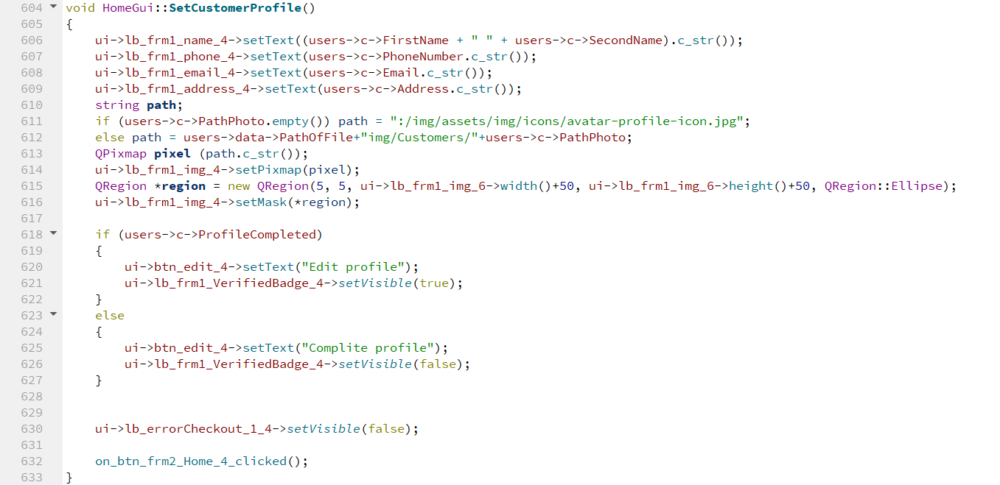 604 void HomeGui::SetCustomerProfile()
605 {
606     ui->lb_frm1_name_4->setText((users->c->FirstName + " " + users->c->SecondName).c_str());
607     ui->lb_frm1_phone_4->setText(users->c->PhoneNumber.c_str());
608     ui->lb_frm1_email_4->setText(users->c->Email.c_str());
609     ui->lb_frm1_address_4->setText(users->c->Address.c_str());
610     string path;
611     if (users->c->PathPhoto.empty()) path = ":/img/assets/img/icons/avatar-profile-icon.jpg";
612     else path = users->data->PathOfFile+"img/Customers/"+users->c->PathPhoto;
613     QPixmap pixel (path.c_str());
614     ui->lb_frm1_img_4->setPixmap(pixel);
615     QRegion *region = new QRegion(5, 5, ui->lb_frm1_img_6->width()+50, ui->lb_frm1_img_6->height()+50, QRegion::Ellipse);
616     ui->lb_frm1_img_4->setMask(*region);
617
618     if (users->c->ProfileCompleted)
619     {
620         ui->btn_edit_4->setText("Edit profile");
621         ui->lb_frm1_VerifiedBadge_4->setVisible(true);
622     }
623     else
624     {
625         ui->btn_edit_4->setText("Complite profile");
626         ui->lb_frm1_VerifiedBadge_4->setVisible(false);
627     }
628
629
630     ui->lb_errorCheckout_1_4->setVisible(false);
631
632     on_btn_frm2_Home_4_clicked();
633 }